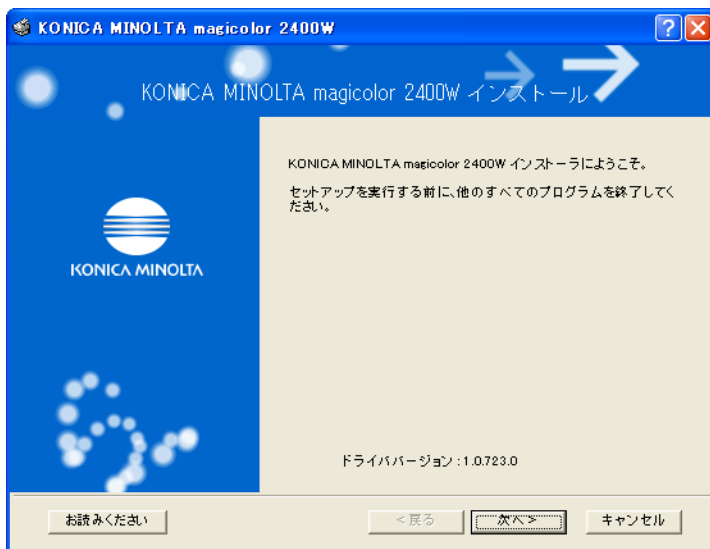 KONICA MINOLTA magicolor 2400W
KONICA MINOLTA magicolor 2400W インストール
KONICA MINOLTA magicolor 2400W インストーラにようこそ。
セットアップを実行する前に、他のすべてのプログラムを終了してく
ださい。
KONICA MINOLTA
ドライババージョン:1.0.723.0
お読みください
<戻る
次へ>
キャンセル